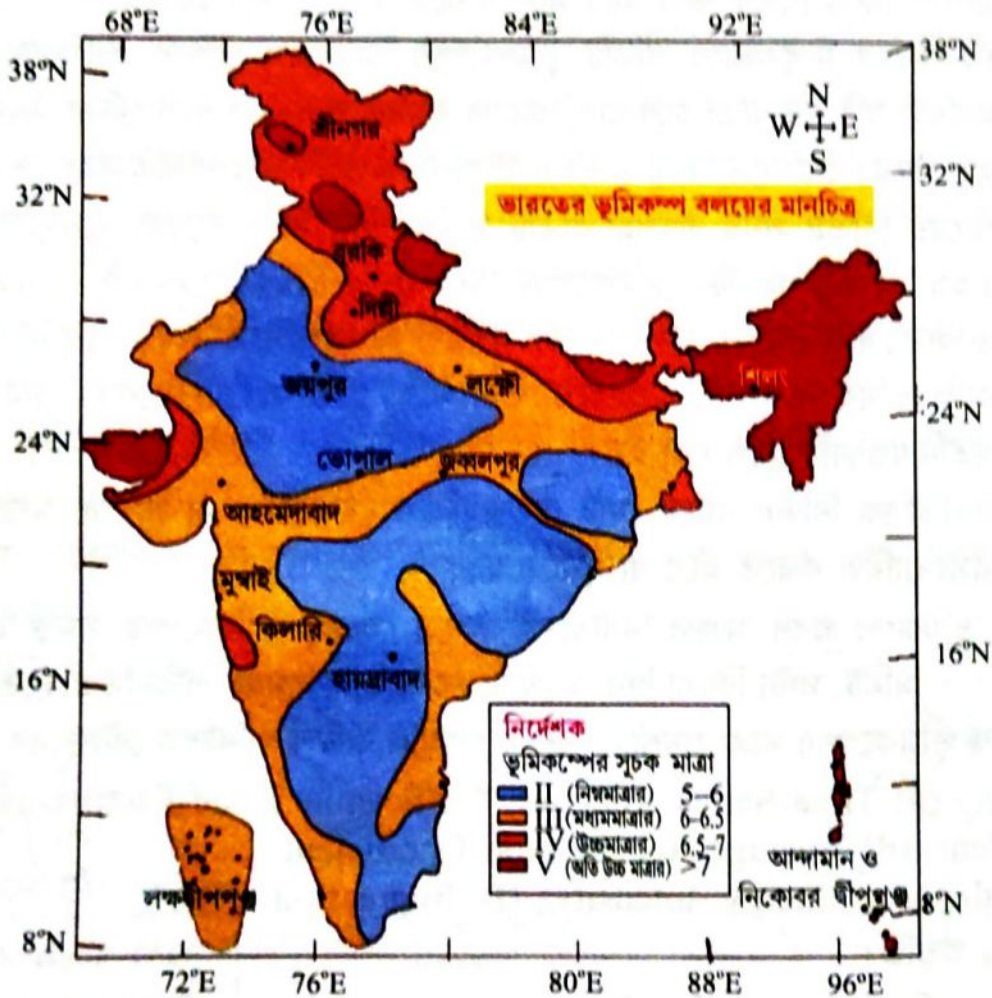 68°E 76°E 84°E 92°E
38°N 38°N
N
W E
S
শ্রীনগর
32°N 32°N
ভারতের ভূমিকম্প বলয়ের মানচিত্র
রুরকি
দিল্লী
জয়পুর লক্ষ্ণৌ শিলং
24°N 24°N
ভোপাল জব্বলপুর
আহমেদাবাদ
মুম্বাই
কিলারি
16°N 16°N
হায়দ্রাবাদ
নির্দেশক
ভূমিকম্পের সূচক মাত্রা
II (নিম্নমাত্রার) 5–6
III (মধ্যমমাত্রার) 6–6.5
IV (উচ্চমাত্রার) 6.5–7
V (অতি উচ্চ মাত্রার) >7
আন্দামান ও
নিকোবর দ্বীপপুঞ্জ 8°N
লক্ষদ্বীপপুঞ্জ
8°N
72°E 76°E 80°E 88°E 96°E